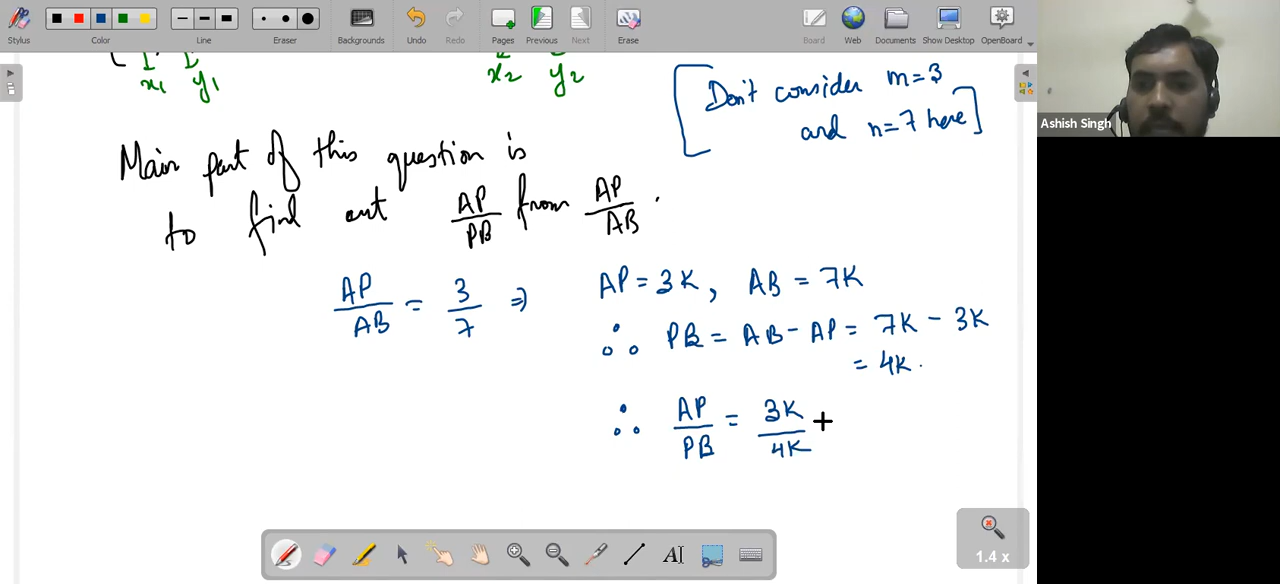 Stylus
Color
Line
Eraser
Backgrounds
Undo
Redo
Pages
Previous
Next
Erase
Board
Web
Documents
Show Desktop
OpenBoard
x1 y1
x2 y2
[Don't consider m=3
and n=7 here]
Ashish Singh
Main part of this question is
to find out AP/PB from AP/AB.
AP/AB = 3/7 ⇒ AP = 3K, AB = 7K
∴ PB = AB - AP = 7K - 3K
= 4K.
∴ AP/PB = 3K/4K
1.4 x